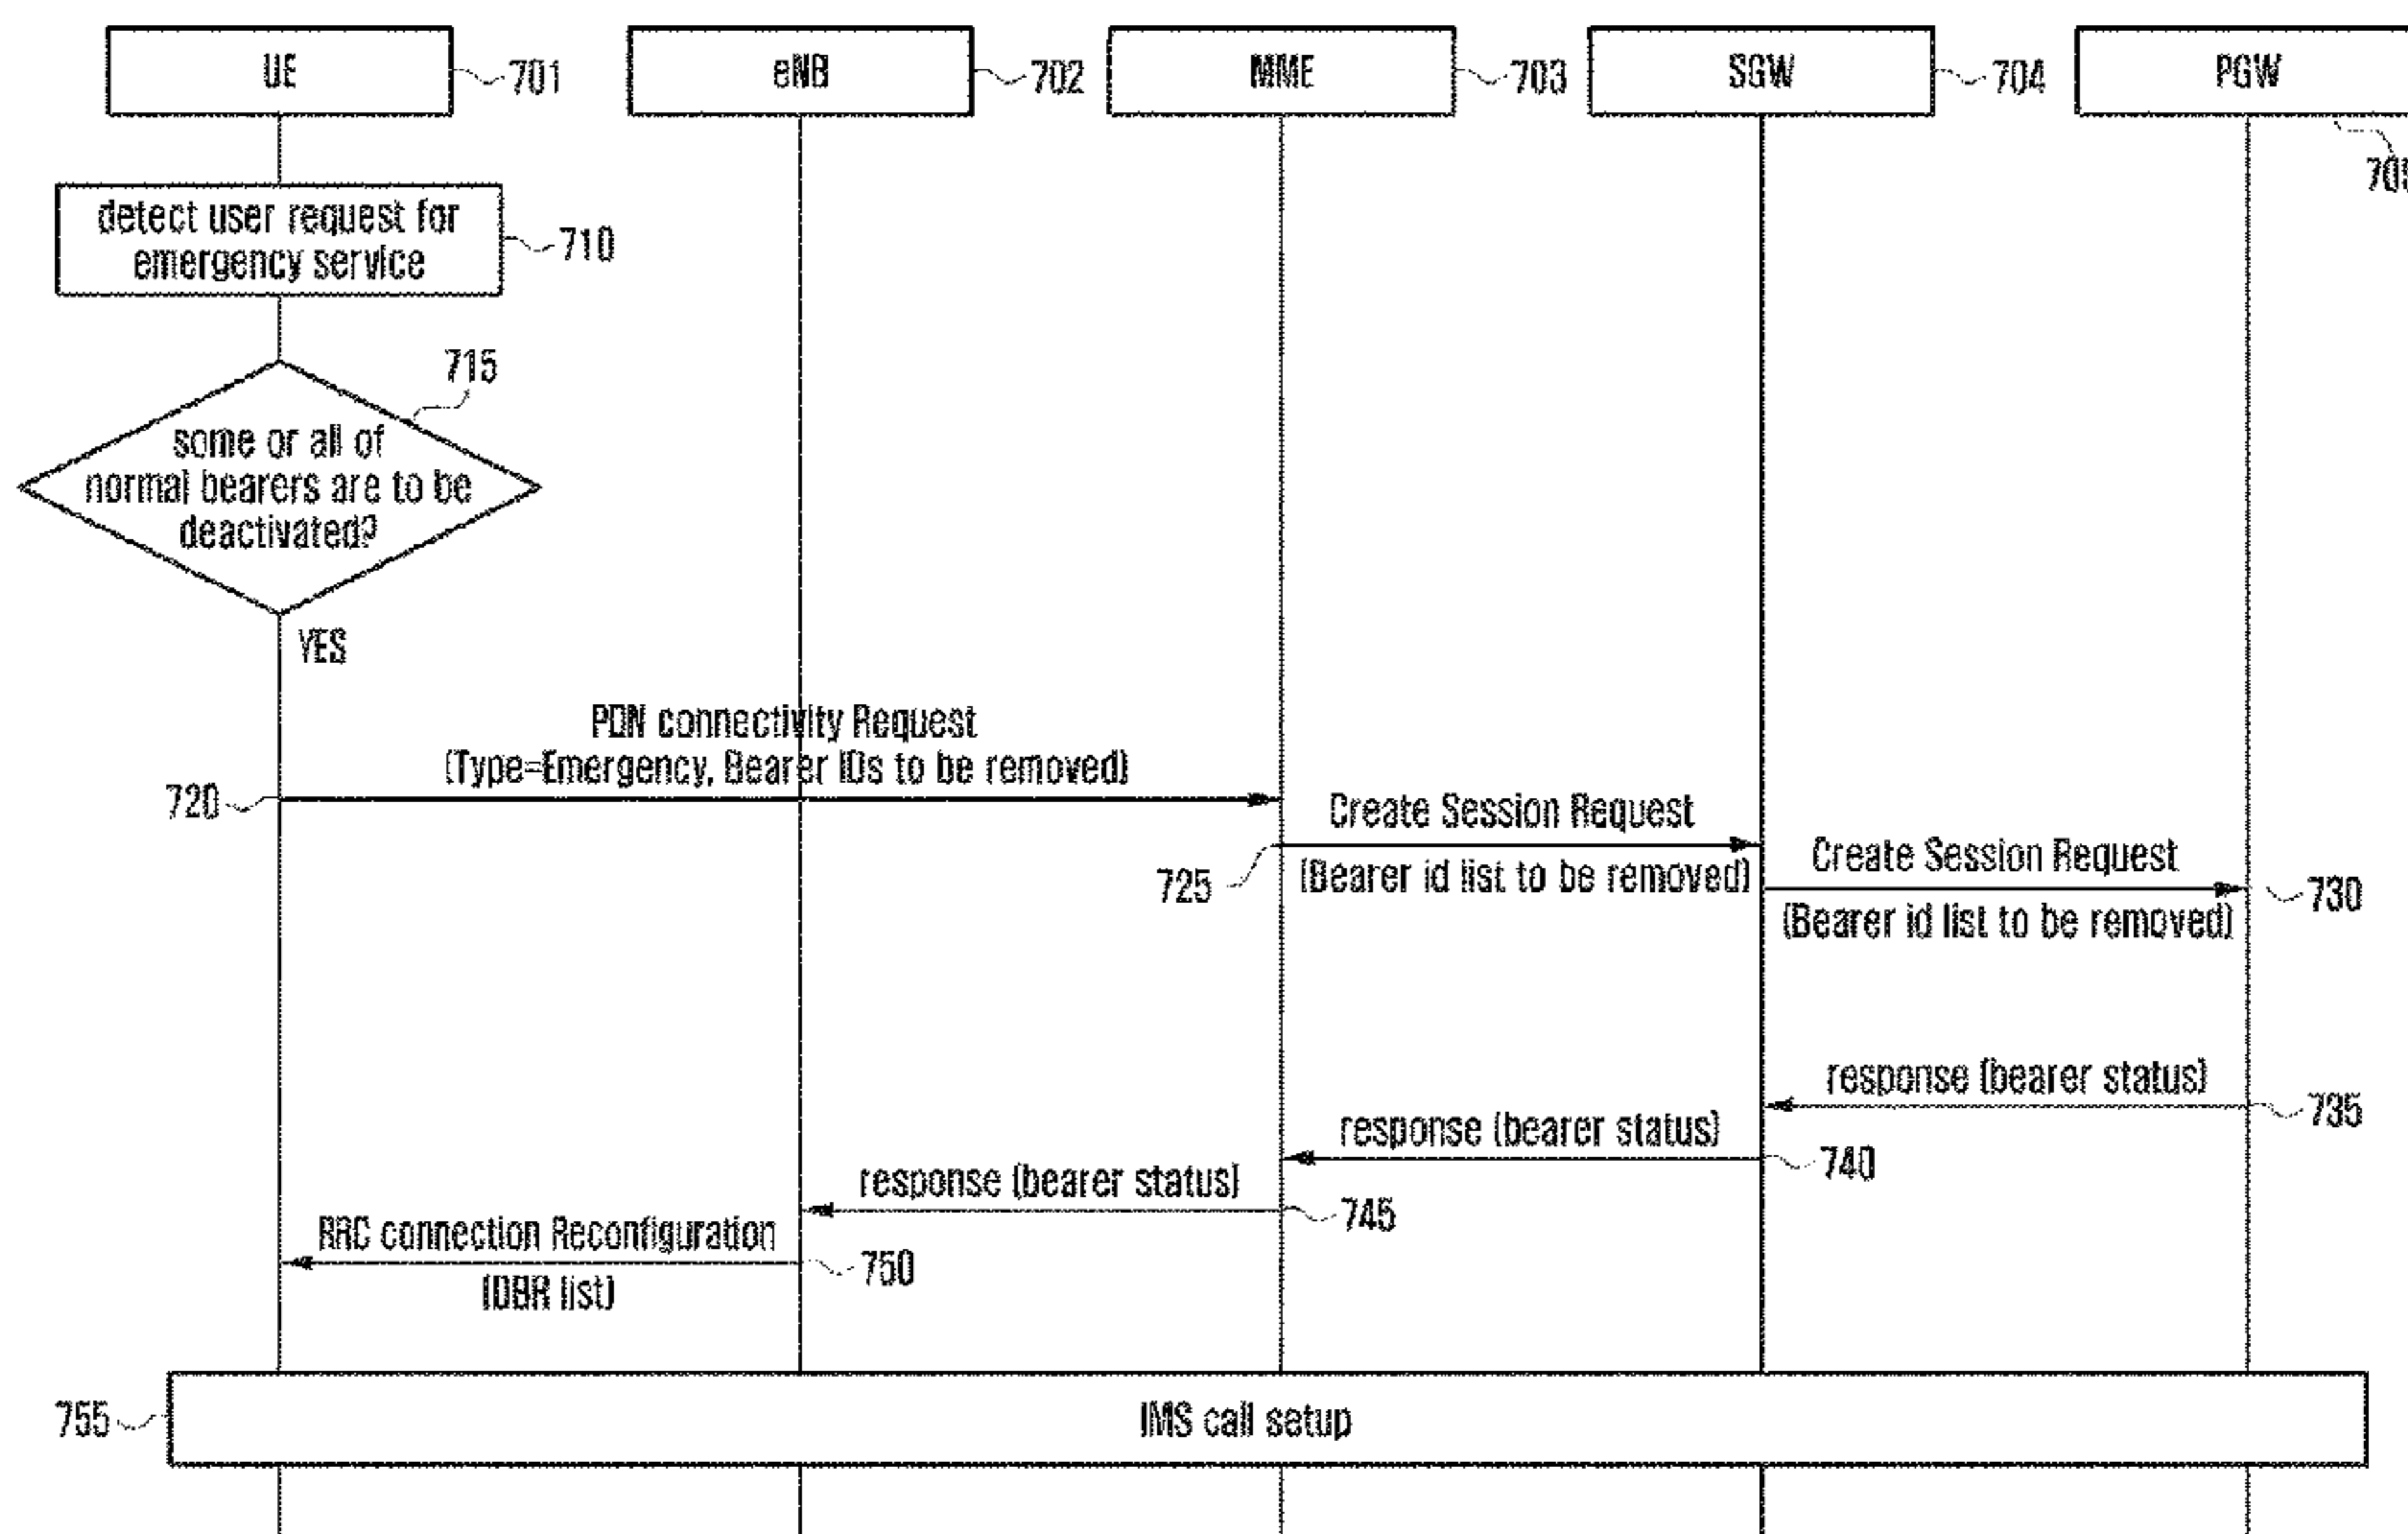 UE
701
eNB
702
MME
703
SGW
704
PGW
detect user request for
emergency service
710
715
some or all of
normal bearers are to be
deactivated?
YES
PDN connectivity Request
(Type=Emergency, Bearer IDs to be removed)
720
Create Session Request
725
(Bearer id list to be removed)
Create Session Request
730
(Bearer id list to be removed)
response (bearer status)
735
response (bearer status)
740
response (bearer status)
745
RRC connection Reconfiguration
750
(DBR list)
755
IMS call setup